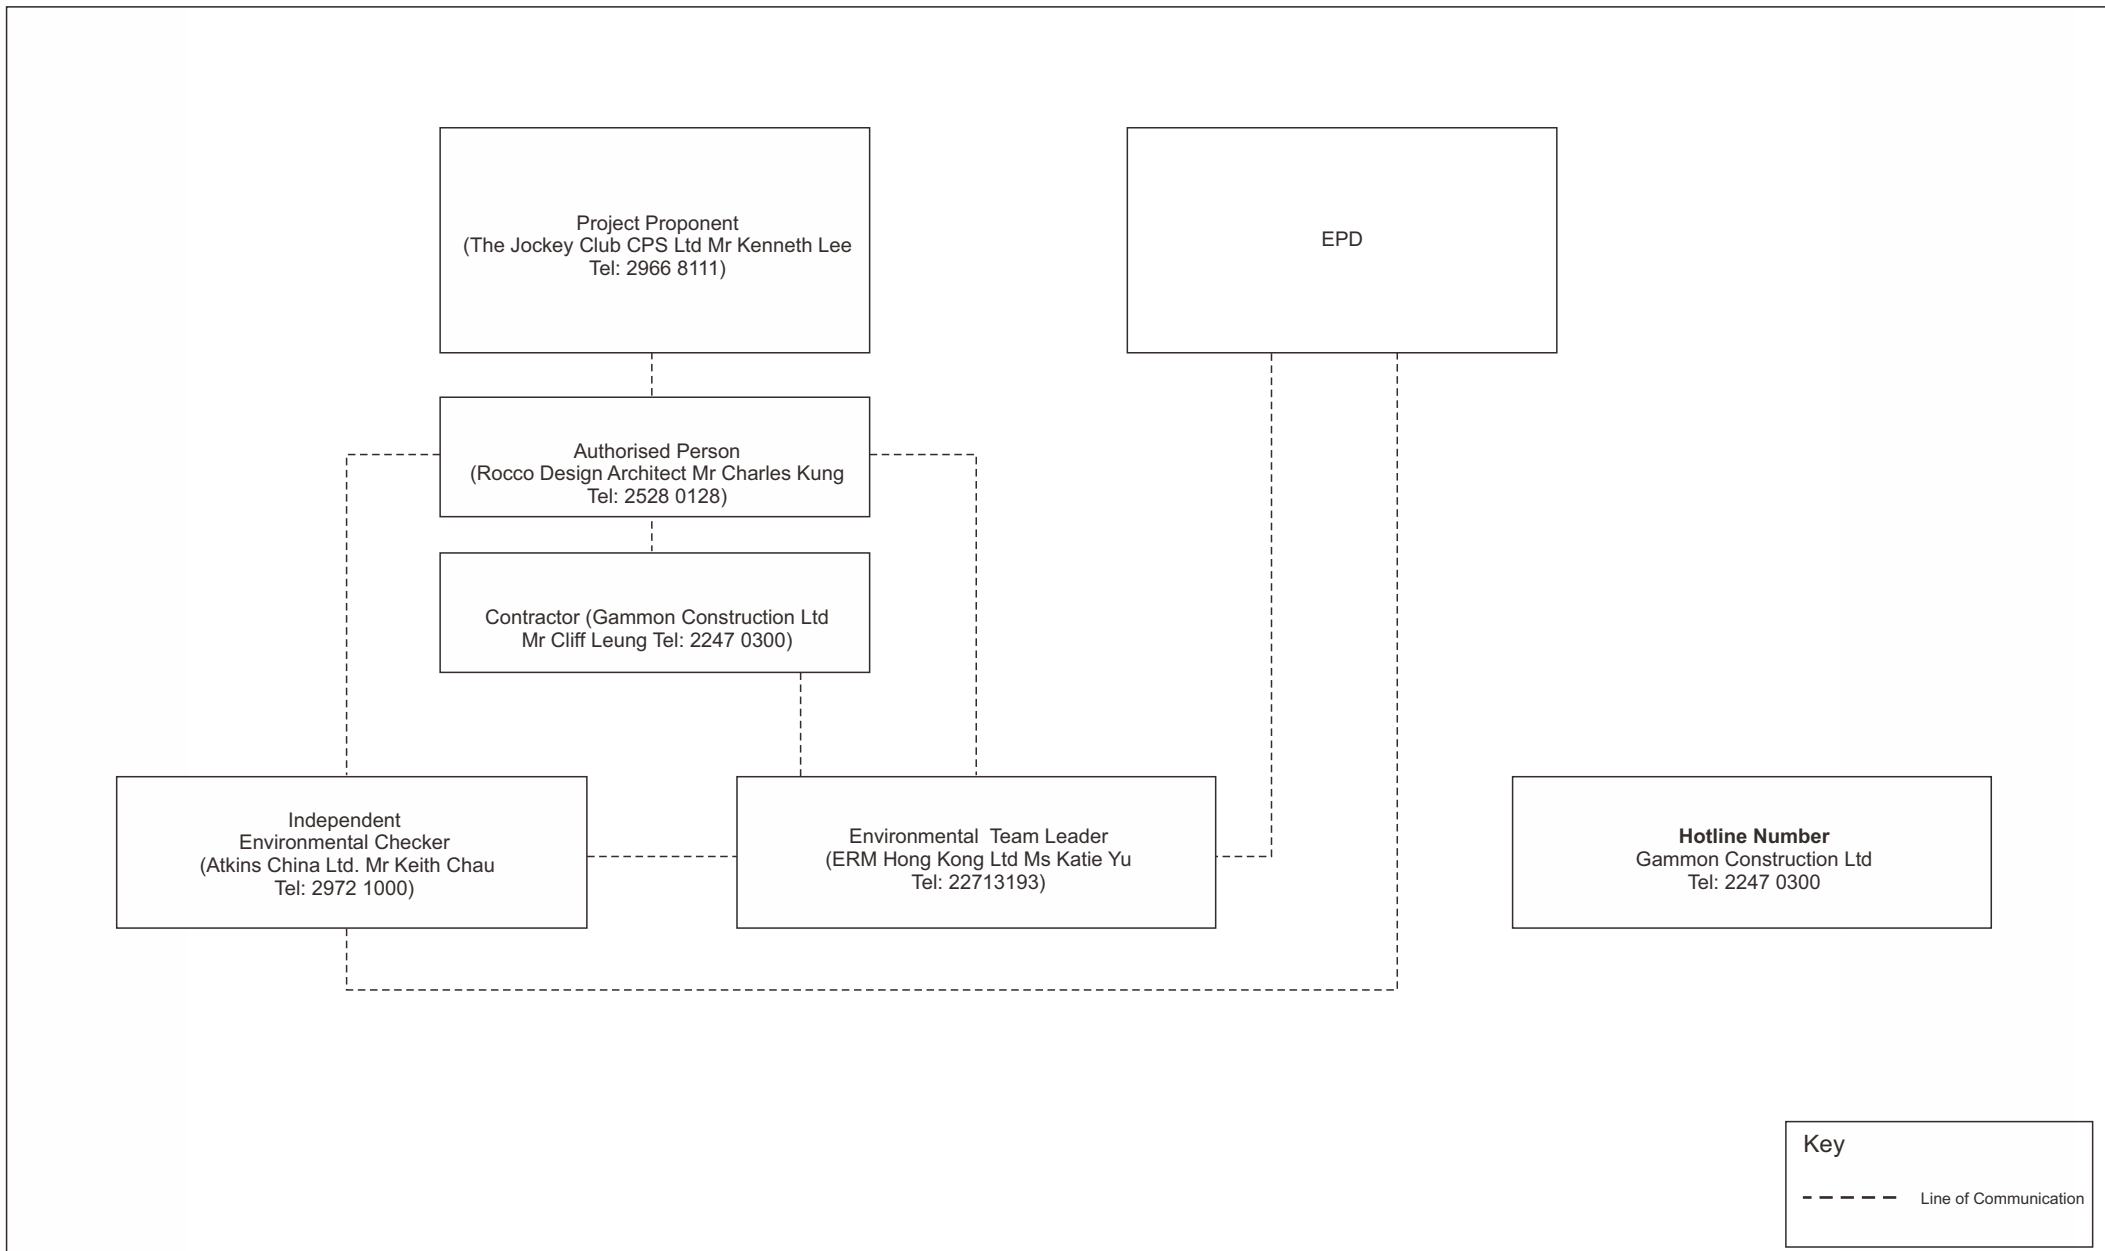 Project Proponent
(The Jockey Club CPS Ltd Mr Kenneth Lee
Tel: 2966 8111)
EPD
Authorised Person
(Rocco Design Architect Mr Charles Kung
Tel: 2528 0128)
Contractor (Gammon Construction Ltd
Mr Cliff Leung Tel: 2247 0300)
Independent
Environmental Checker
(Atkins China Ltd. Mr Keith Chau
Tel: 2972 1000)
Environmental Team Leader
(ERM Hong Kong Ltd Ms Katie Yu
Tel: 22713193)
Hotline Number
Gammon Construction Ltd
Tel: 2247 0300
Key
Line of Communication